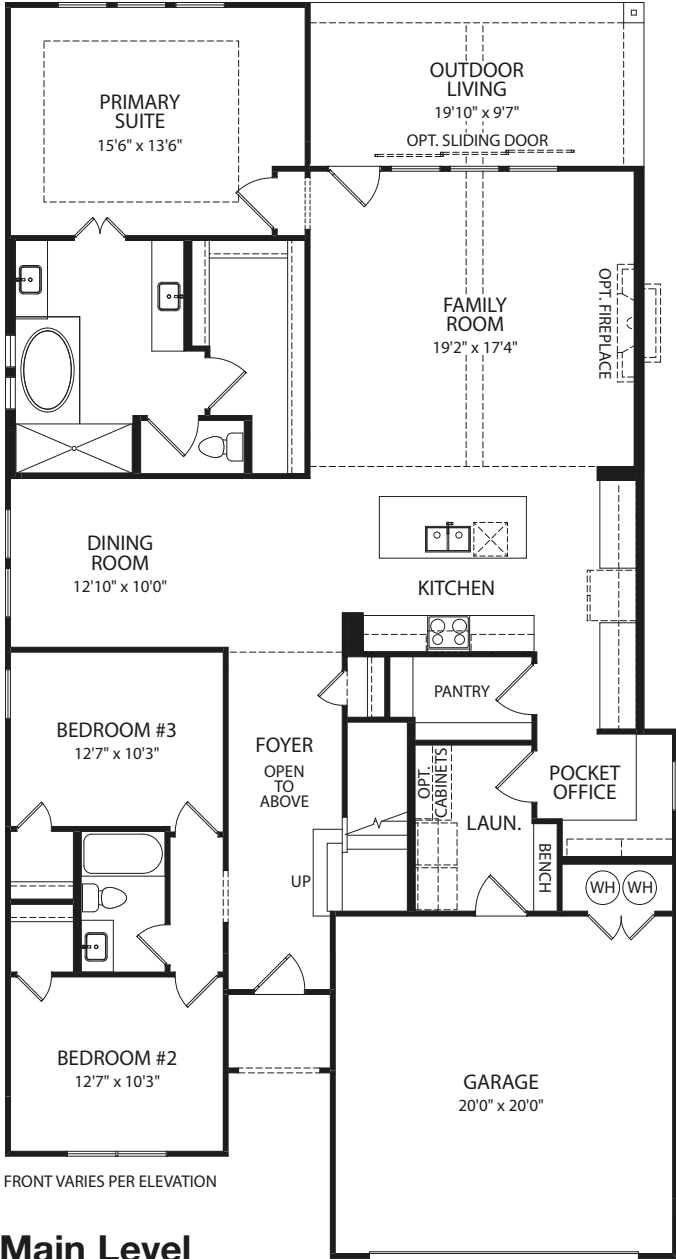 PRIMARY
SUITE
15'6" x 13'6"
OUTDOOR
LIVING
19'10" x 9'7"
OPT. SLIDING DOOR
FAMILY
ROOM
19'2" x 17'4"
OPT. FIREPLACE
DINING
ROOM
12'10" x 10'0"
KITCHEN
PANTRY
BEDROOM #3
12'7" x 10'3"
FOYER
OPEN
TO
ABOVE
OPT.
CABINETS
LAUN.
POCKET
OFFICE
BENCH
UP
WH WH
BEDROOM #2
12'7" x 10'3"
GARAGE
20'0" x 20'0"
FRONT VARIES PER ELEVATION
Main Level